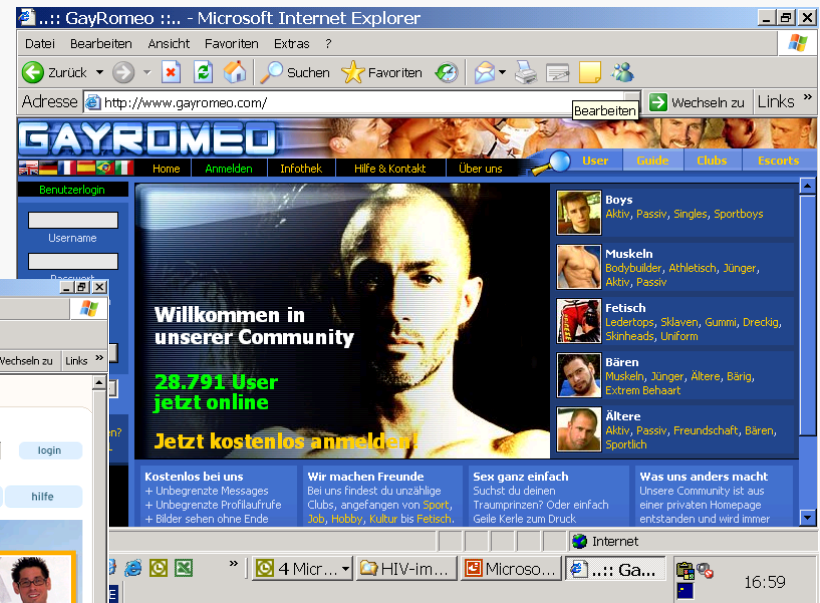 ..:: GayRomeo ::.. - Microsoft Internet Explorer
Datei Bearbeiten Ansicht Favoriten Extras ?
Zurück Suchen Favoriten
Adresse http://www.gayromeo.com/ Wechseln zu Links »
Bearbeiten
GAYROMEO
Home Anmelden Infothek Hilfe & Kontakt Über uns User Guide Clubs Escorts
Benutzerlogin
Username
Willkommen in
unserer Community
28.791 User
jetzt online
Jetzt kostenlos anmelden!
Boys
Aktiv, Passiv, Singles, Sportboys
Muskeln
Bodybuilder, Athletisch, Jünger,
Aktiv, Passiv
Fetisch
Ledertops, Sklaven, Gummi, Dreckig,
Skinheads, Uniform
Bären
Muskeln, Jünger, Ältere, Bärig,
Extrem Behaart
Ältere
Aktiv, Passiv, Freundschaft, Bären,
Sportlich
Kostenlos bei uns
+ Unbegrenzte Messages
+ Unbegrenzte Profilaufrufe
+ Bilder sehen ohne Ende
Wir machen Freunde
Bei uns findest du unzählige
Clubs, angefangen von Sport,
Job, Hobby, Kultur bis Fetisch.
Sex ganz einfach
Suchst du deinen
Traumprinzen? Oder einfach
Geile Kerle zum Druck
Was uns anders macht
Unsere Community ist aus
einer privaten Homepage
entstanden und wird immer
Wechseln zu Links »
login
hilfe
Internet
» 4 Micr... HIV-im... Microso... ..:: Ga... 16:59